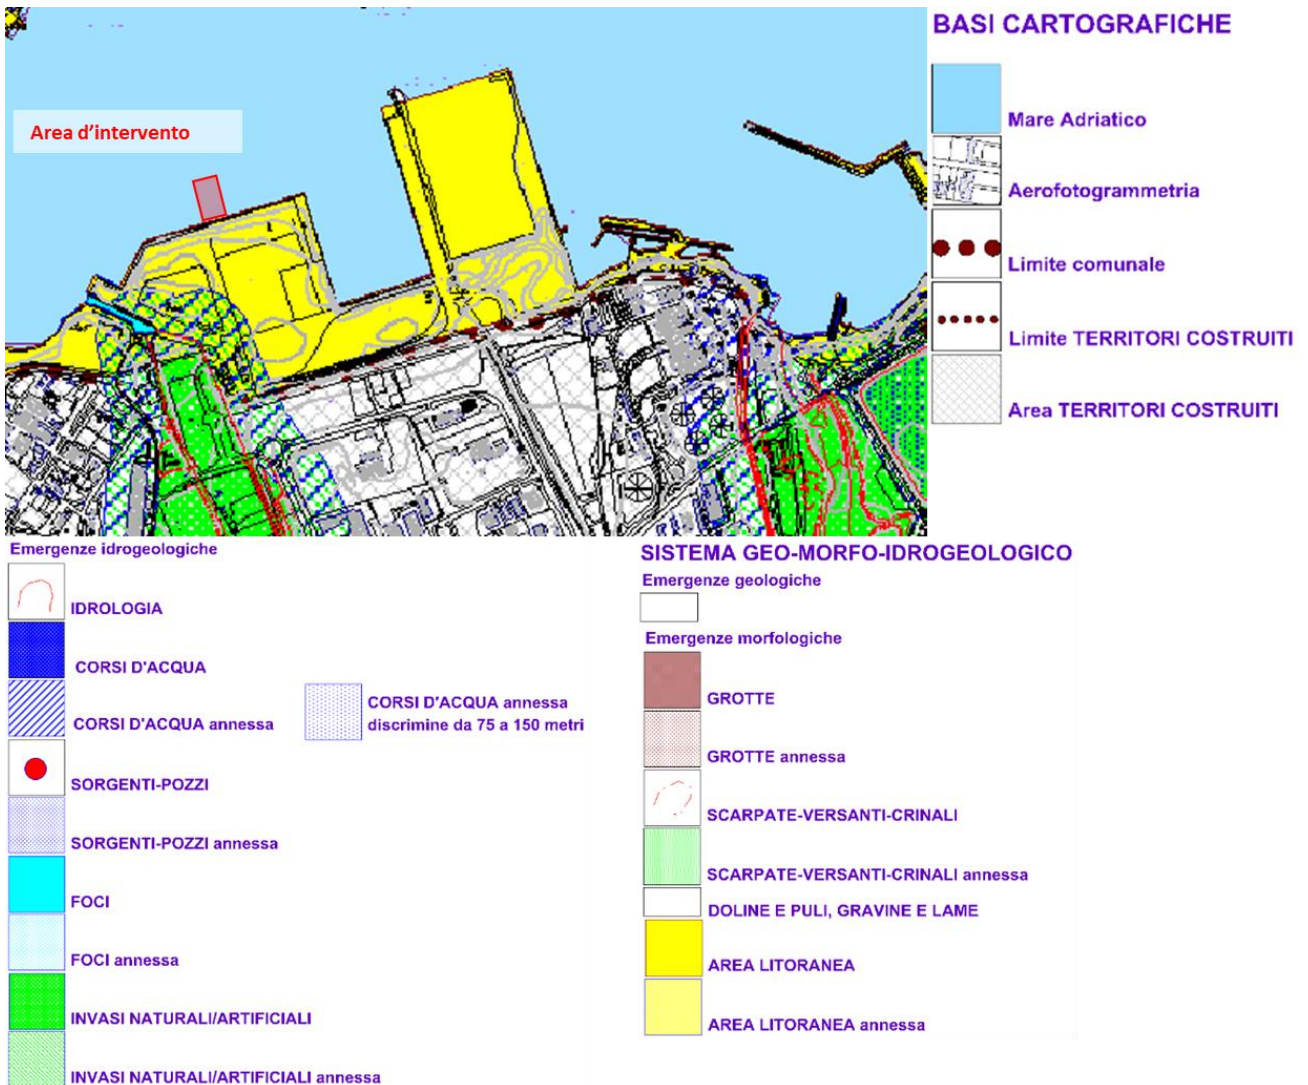 BASI CARTOGRAFICHE
Area d'intervento
Mare Adriatico
Aerofotogrammetria
Limite comunale
Limite TERRITORI COSTRUITI
Area TERRITORI COSTRUITI
Emergenze idrogeologiche
IDROLOGIA
CORSI D'ACQUA
CORSI D'ACQUA annessa
CORSI D'ACQUA annessa
discrimine da 75 a 150 metri
SORGENTI-POZZI
SORGENTI-POZZI annessa
FOCI
FOCI annessa
INVASI NATURALI/ARTIFICIALI
INVASI NATURALI/ARTIFICIALI annessa
SISTEMA GEO-MORFO-IDROGEOLOGICO
Emergenze geologiche
Emergenze morfologiche
GROTTE
GROTTE annessa
SCARPATE-VERSANTI-CRINALI
SCARPATE-VERSANTI-CRINALI annessa
DOLINE E PULI, GRAVINE E LAME
AREA LITORANEA
AREA LITORANEA annessa